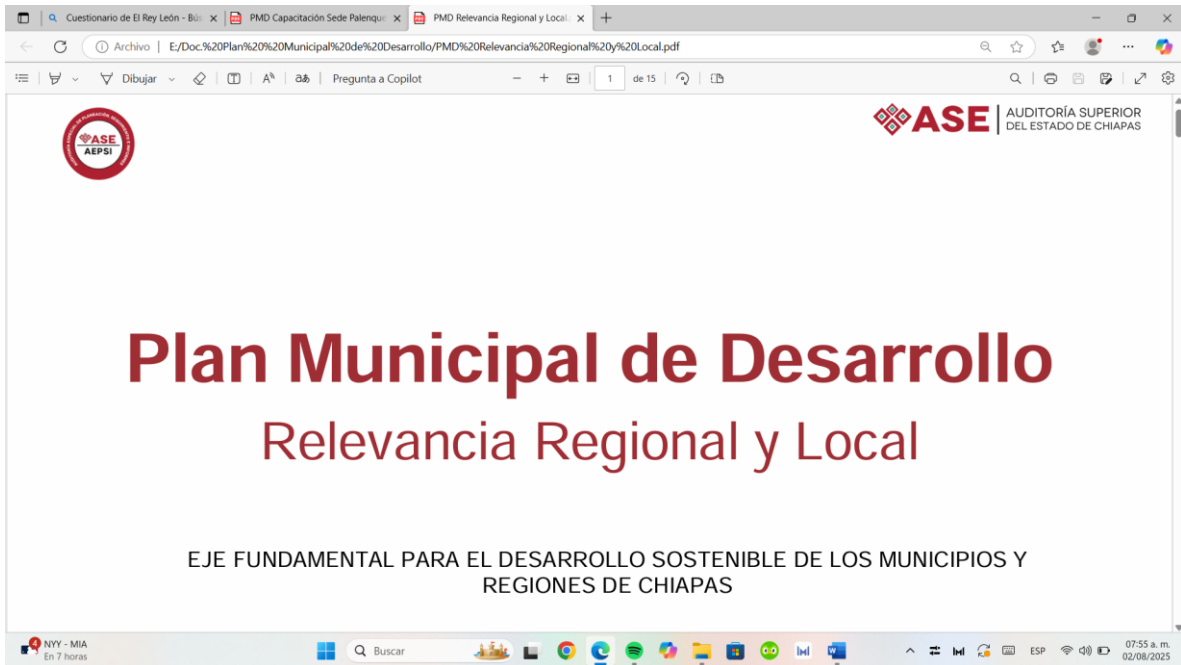 Cuestionario de El Rey León - Bús
PMD Capacitación Sede Palenque
PMD Relevancia Regional y Local.
Archivo
E:/Doc.%20Plan%20%20Municipal%20de%20Desarrollo/PMD%20Relevancia%20Regional%20y%20Local.pdf
Dibujar
Pregunta a Copilot
1 de 15
ASE
AEPSI
ASE
AUDITORÍA SUPERIOR
DEL ESTADO DE CHIAPAS
Plan Municipal de Desarrollo
Relevancia Regional y Local
EJE FUNDAMENTAL PARA EL DESARROLLO SOSTENIBLE DE LOS MUNICIPIOS Y
REGIONES DE CHIAPAS
4
NYY - MIA
En 7 horas
Buscar
ESP
07:55 a. m.
02/08/2025